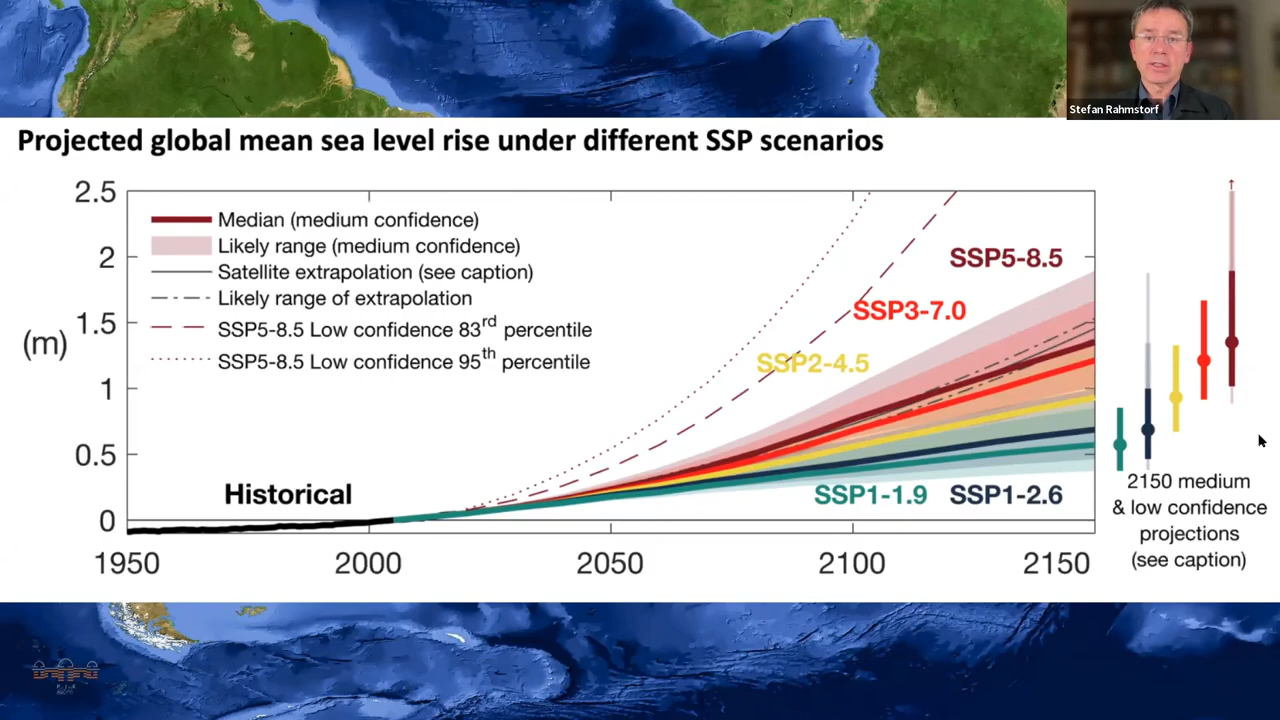 Stefan Rahmstorf
Projected global mean sea level rise under different SSP scenarios
2.5
2
1.5
1
0.5
0
(m)
Median (medium confidence)
Likely range (medium confidence)
Satellite extrapolation (see caption)
Likely range of extrapolation
SSP5-8.5 Low confidence 83rd percentile
SSP5-8.5 Low confidence 95th percentile
SSP5-8.5
SSP3-7.0
SSP2-4.5
Historical
SSP1-1.9
SSP1-2.6
1950
2000
2050
2100
2150
2150 medium
& low confidence
projections
(see caption)